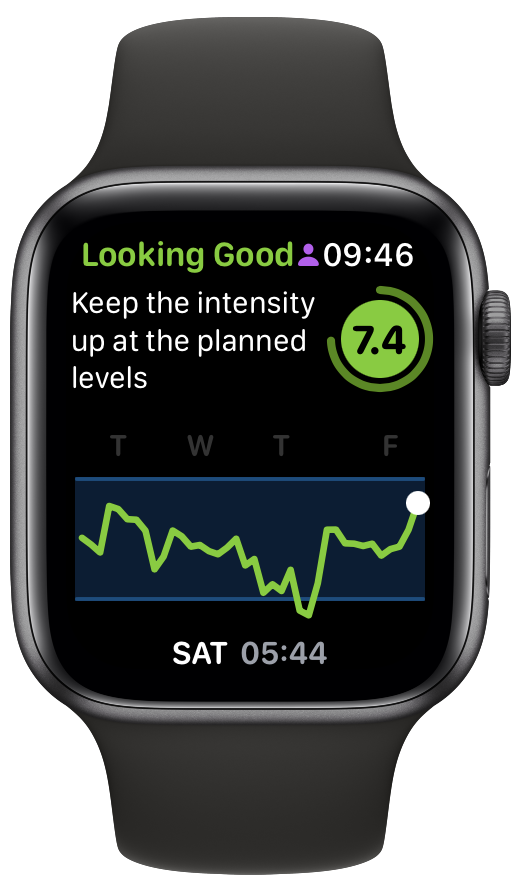 Looking Good 09:46
Keep the intensity
up at the planned
levels
7.4
T W T F
SAT 05:44